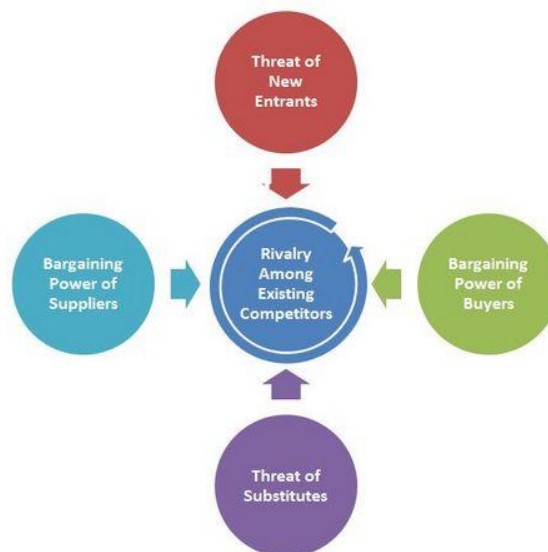 Threat of
New
Entrants
Bargaining
Power of
Suppliers
Rivalry
Among
Existing
Competitors
Bargaining
Power of
Buyers
Threat of
Substitutes